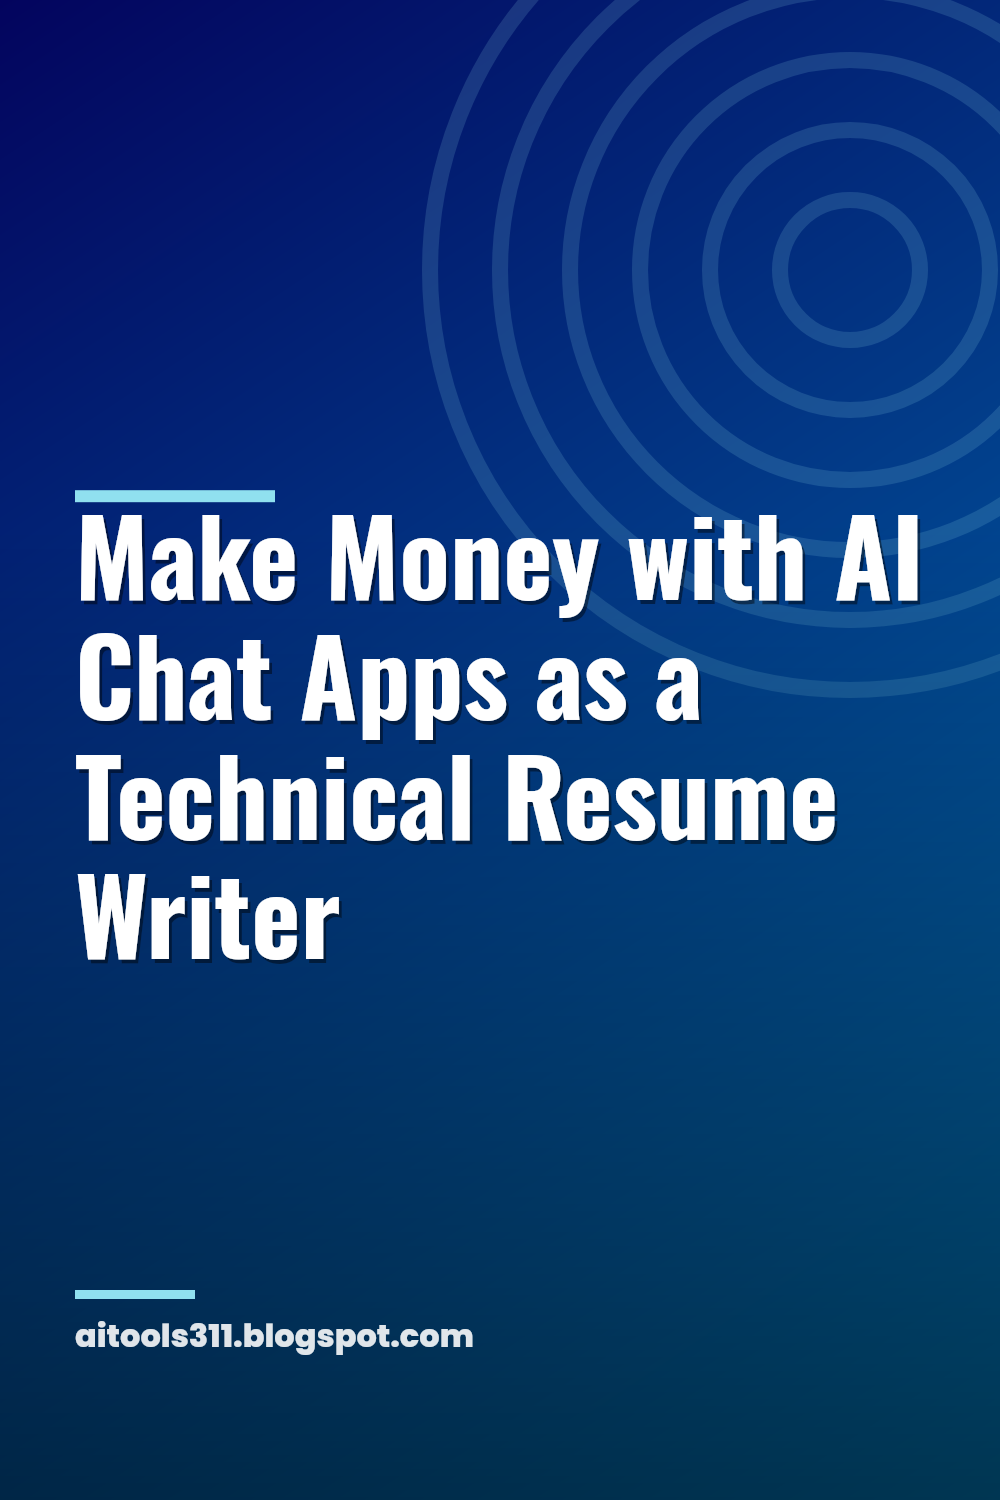 Make Money with AI
Chat Apps as a
Technical Resume
Writer
aitools311.blogspot.com